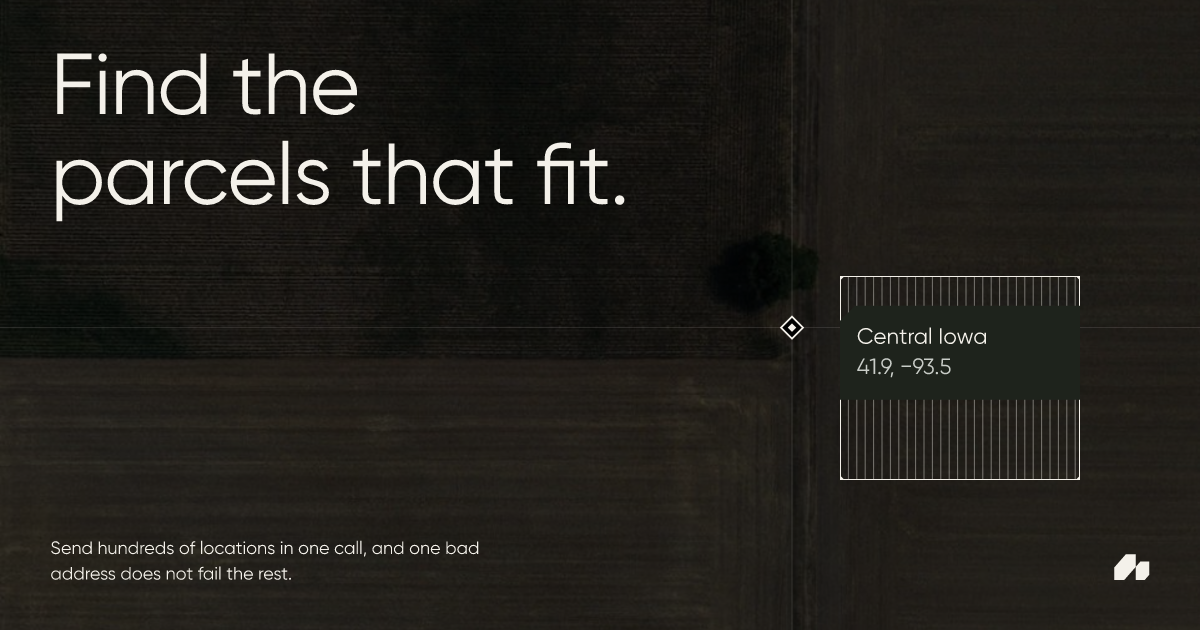 Find the
parcels that fit.
Central Iowa
41.9, −93.5
Send hundreds of locations in one call, and one bad
address does not fail the rest.